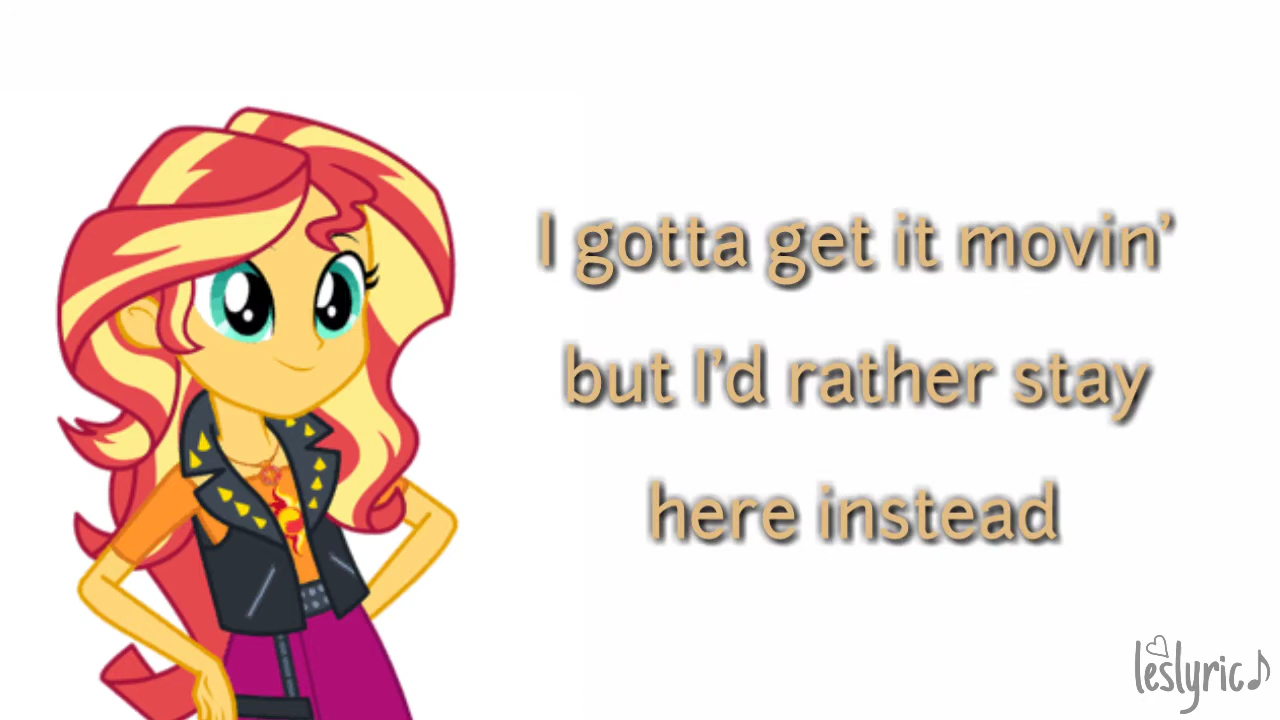 I gotta get it movin’
but I’d rather stay
here instead
leslyric